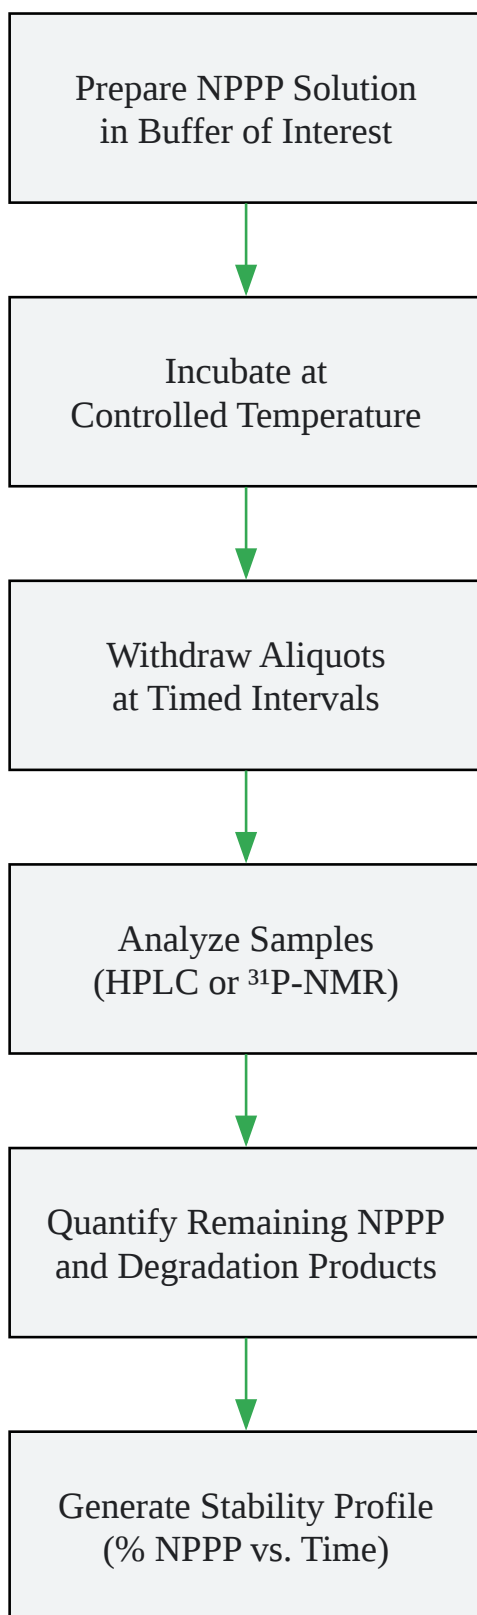 Prepare NPPP Solution
in Buffer of Interest
Incubate at
Controlled Temperature
Withdraw Aliquots
at Timed Intervals
Analyze Samples
(HPLC or ³¹P-NMR)
Quantify Remaining NPPP
and Degradation Products
Generate Stability Profile
(% NPPP vs. Time)